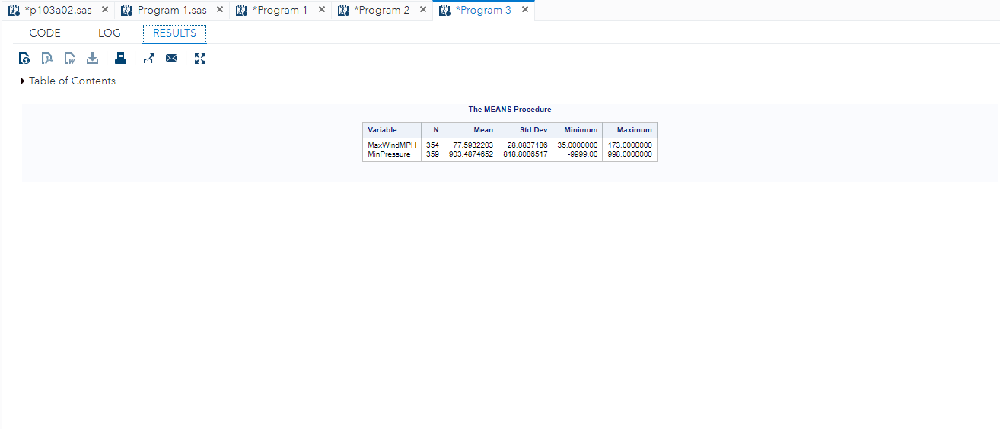 *p103a02.sas Program 1.sas *Program 1 *Program 2 *Program 3
CODE LOG RESULTS
Table of Contents
The MEANS Procedure
Variable N Mean Std Dev Minimum Maximum
MaxWindMPH 354 77.5932203 28.0837186 35.0000000 173.0000000
MinPressure 359 903.4874652 818.8086517 -9999.00 998.0000000